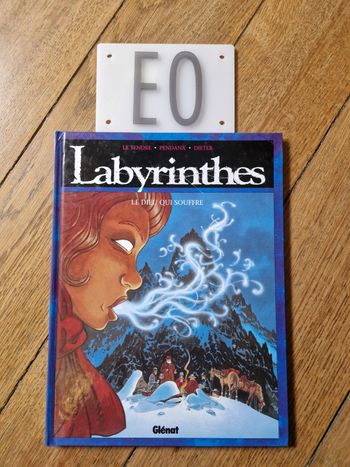 EO
LE TENDRE • PENDANX • DIETER
Labyrinthes
LE DIEU QUI SOUFFRE
Glénat